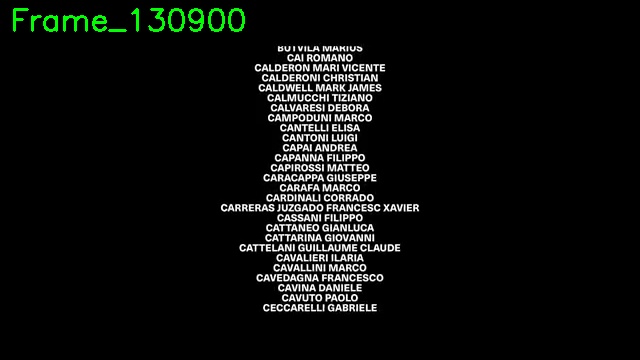 Frame_130900
BUTVILA MARIUS
CAI ROMANO
CALDERON MARI VICENTE
CALDERONI CHRISTIAN
CALDWELL MARK JAMES
CALMUCCHI TIZIANO
CALVARESI DEBORA
CAMPODUNI MARCO
CANTELLI ELISA
CANTONI LUIGI
CAPAI ANDREA
CAPANNA FILIPPO
CAPIROSSI MATTEO
CARACAPPA GIUSEPPE
CARAFA MARCO
CARDINALI CORRADO
CARRERAS JUZGADO FRANCESC XAVIER
CASSANI FILIPPO
CATTANEO GIANLUCA
CATTARINA GIOVANNI
CATTELANI GUILLAUME CLAUDE
CAVALIERI ILARIA
CAVALLINI MARCO
CAVEDAGNA FRANCESCO
CAVINA DANIELE
CAVUTO PAOLO
CECCARELLI GABRIELE